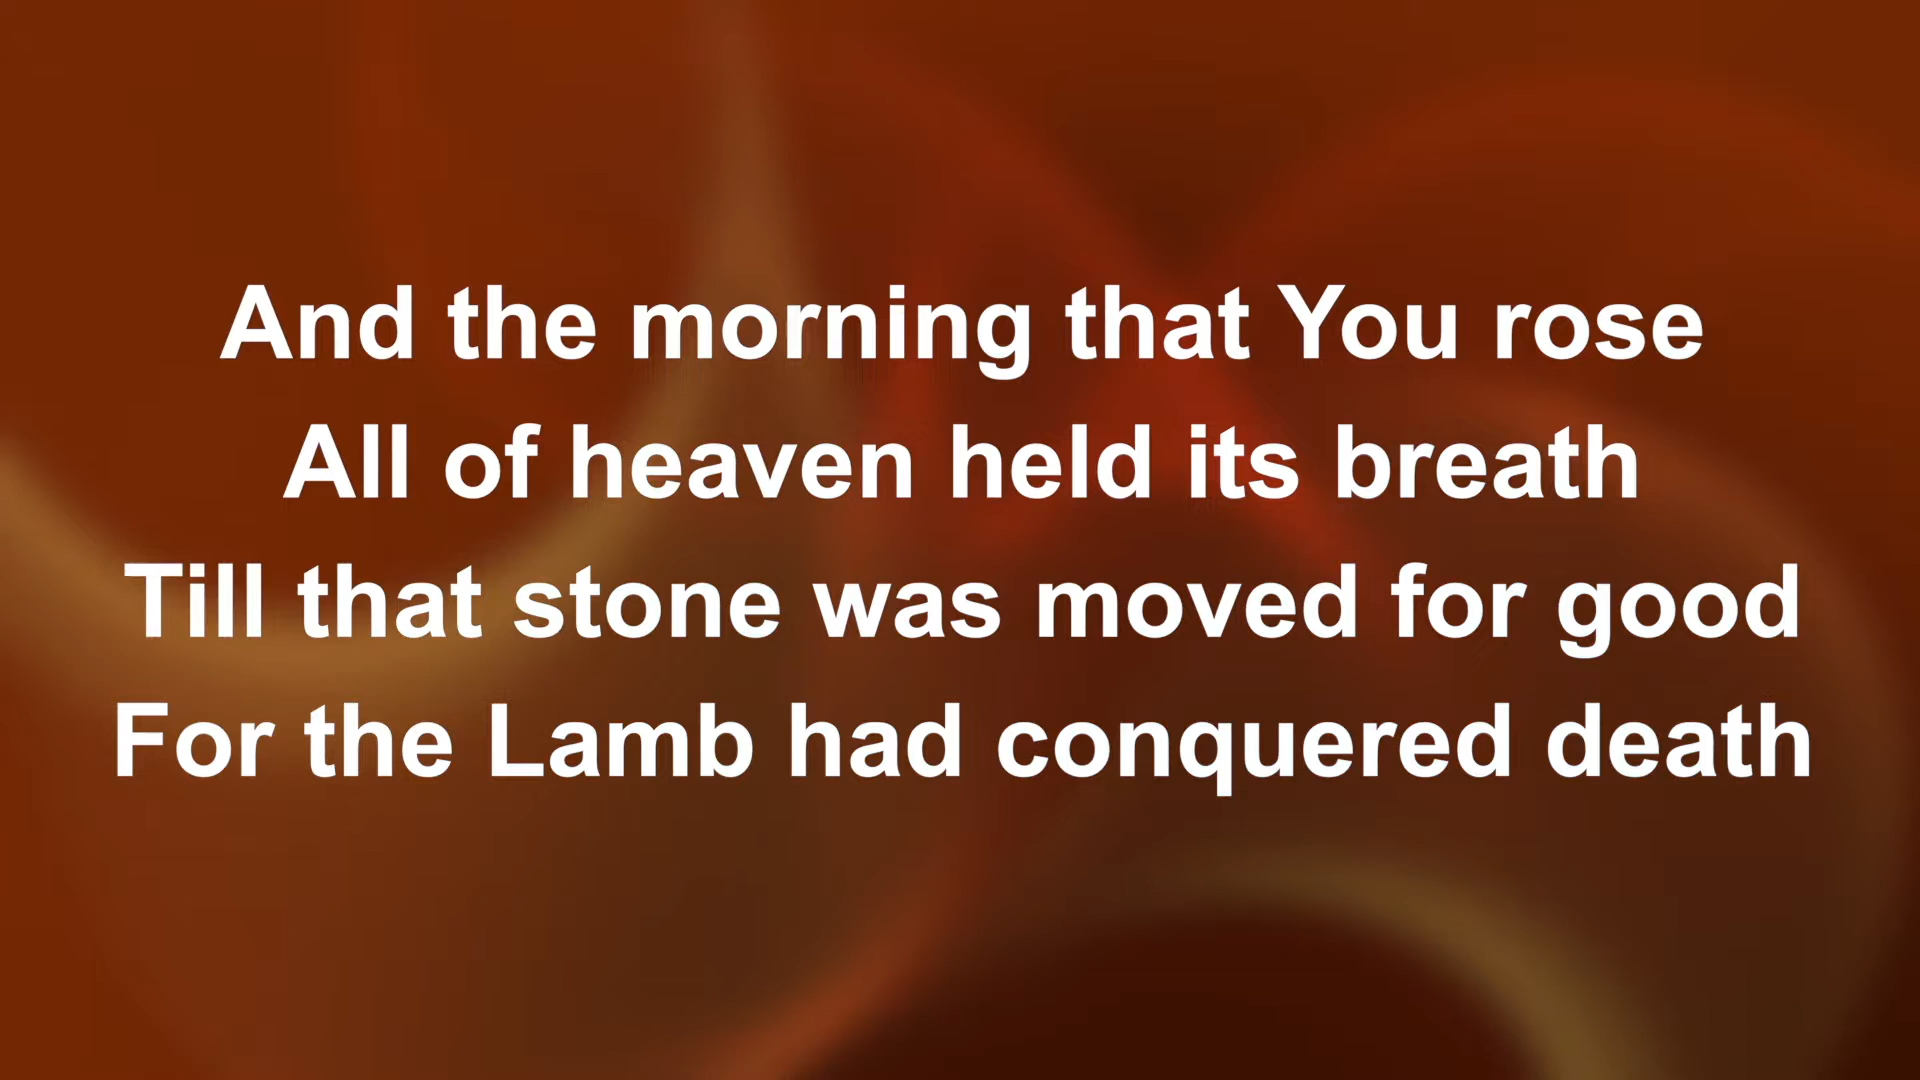 And the morning that You rose
All of heaven held its breath
Till that stone was moved for good
For the Lamb had conquered death